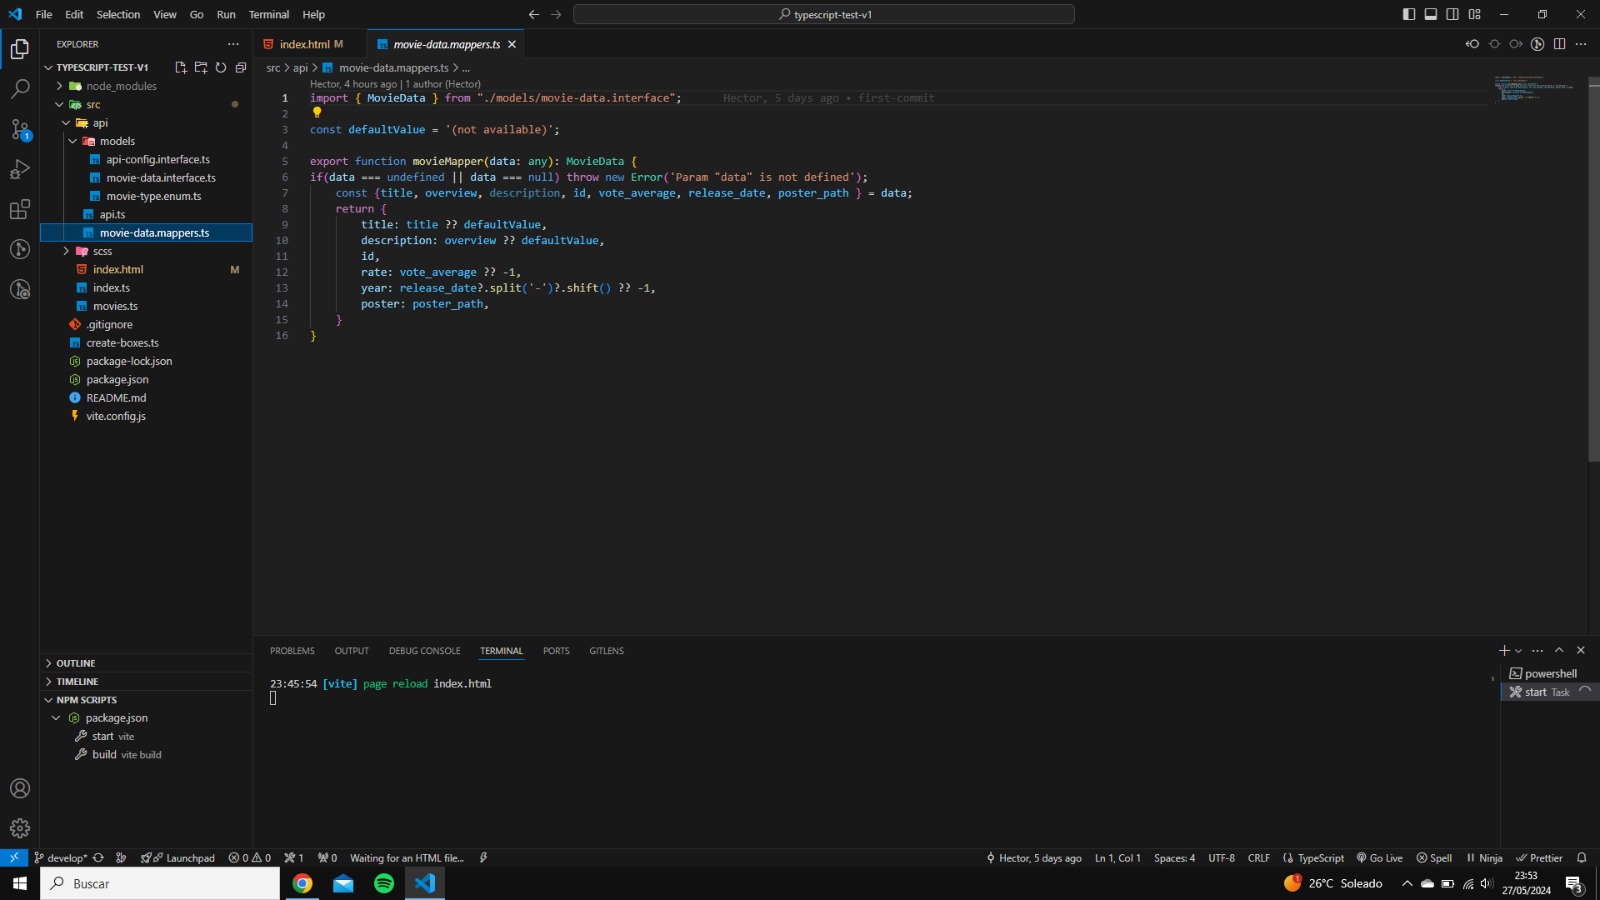 File Edit Selection View Go Run Terminal Help
typescript-test-v1
EXPLORER
TYPESCRIPT-TEST-V1
node_modules
src
api
models
api-config.interface.ts
movie-data.interface.ts
movie-type.enum.ts
api.ts
movie-data.mappers.ts
scss
index.html M
index.ts
movies.ts
.gitignore
create-boxes.ts
package-lock.json
package.json
README.md
vite.config.js
OUTLINE
TIMELINE
NPM SCRIPTS
package.json
start vite
build vite build
index.html M
movie-data.mappers.ts
src > api > movie-data.mappers.ts > ...
Hector, 4 hours ago | 1 author (Hector)
1 import { MovieData } from "./models/movie-data.interface"; Hector, 5 days ago • first-commit
2
3 const defaultValue = '(not available)';
4
5 export function movieMapper(data: any): MovieData {
6 if(data === undefined || data === null) throw new Error('Param "data" is not defined');
7 const {title, overview, description, id, vote_average, release_date, poster_path } = data;
8 return {
9 title: title ?? defaultValue,
10 description: overview ?? defaultValue,
11 id,
12 rate: vote_average ?? -1,
13 year: release_date?.split('-')?.shift() ?? -1,
14 poster: poster_path,
15 }
16 }
PROBLEMS OUTPUT DEBUG CONSOLE TERMINAL PORTS GITLENS
23:45:54 [vite] page reload index.html
powershell
start Task
1
develop* Launchpad 0 0 1 0 Waiting for an HTML file... Hector, 5 days ago Ln 1, Col 1 Spaces: 4 UTF-8 CRLF TypeScript Go Live Spell Ninja Prettier
Buscar
26°C Soleado
23:53
27/05/2024
3